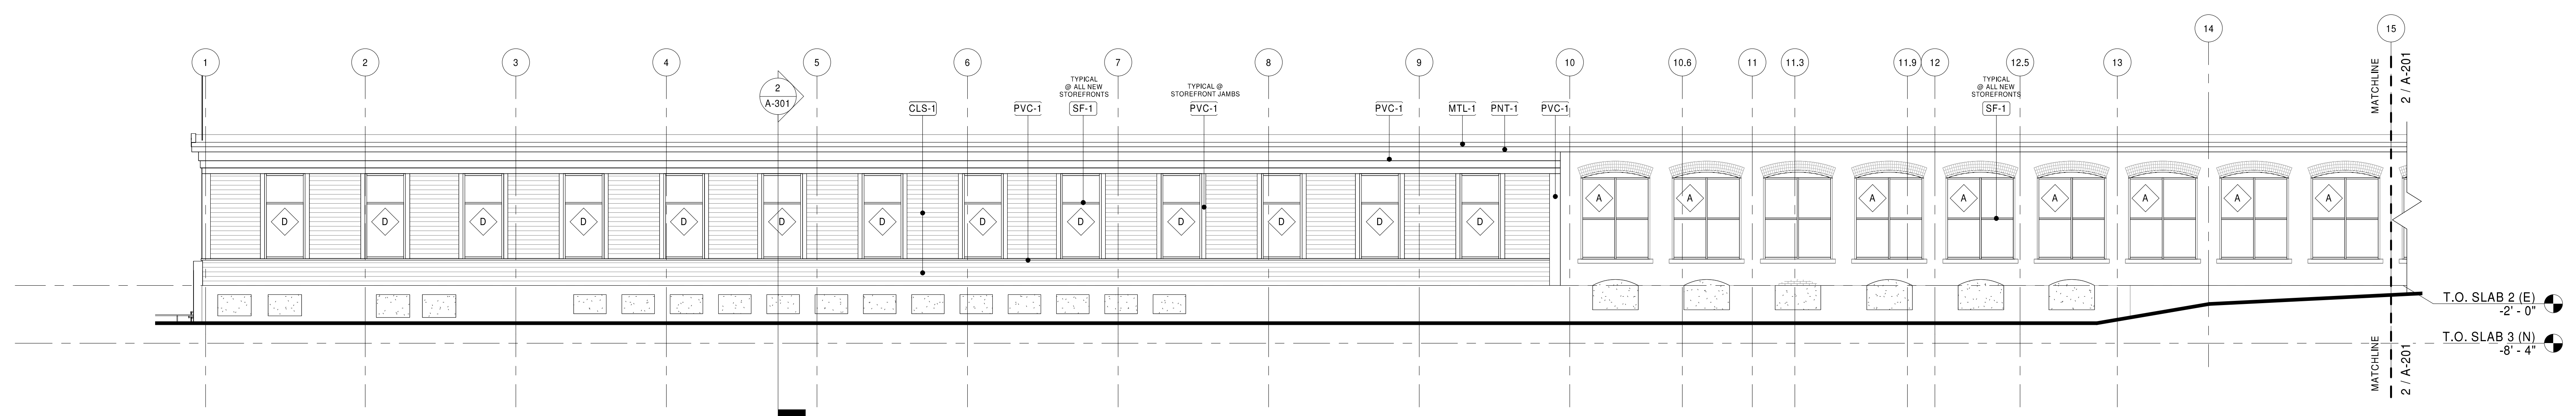 1
2
3
4
5
6
7
8
9
10
10.6
11
11.3
11.9
12
12.5
13
14
15
2
A-301
CLS-1
PVC-1
TYPICAL
@ ALL NEW
STOREFRONTS
SF-1
TYPICAL @
STOREFRONT JAMBS
PVC-1
PVC-1
MTL-1
PNT-1
PVC-1
TYPICAL
@ ALL NEW
STOREFRONTS
SF-1
MATCHLINE
2 / A-201
D
D
D
D
D
D
D
D
D
D
D
D
D
A
A
A
A
A
A
A
A
T.O. SLAB 2 (E)
-2' - 0"
T.O. SLAB 3 (N)
-8' - 4"
MATCHLINE
2 / A-201